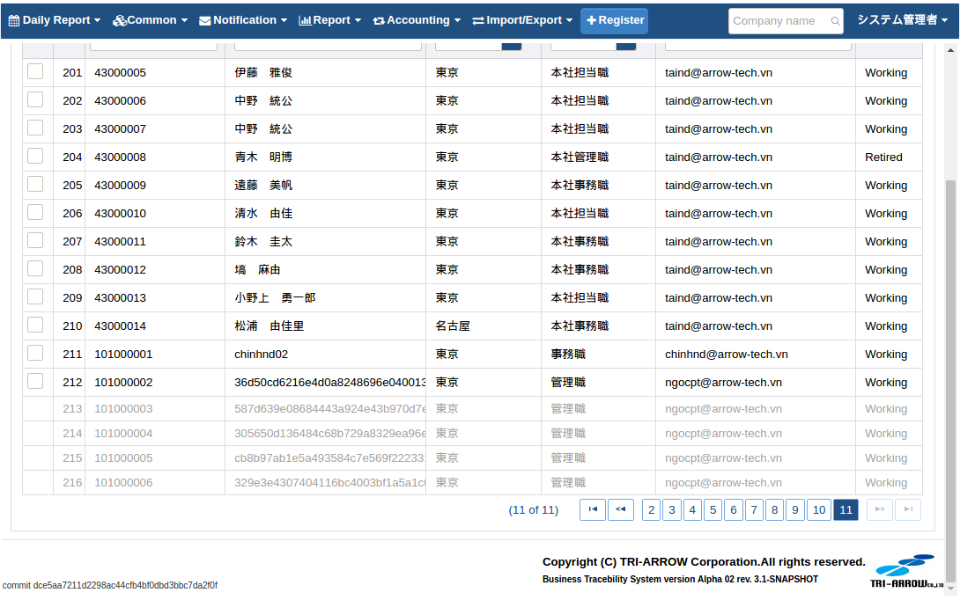 Daily Report Common Notification Report Accounting Import/Export Register Company name システム管理者
201 43000005 伊藤　雅俊 東京 本社担当職 taind@arrow-tech.vn Working
202 43000006 中野　統公 東京 本社担当職 taind@arrow-tech.vn Working
203 43000007 中野　統公 東京 本社担当職 taind@arrow-tech.vn Working
204 43000008 青木　明博 東京 本社管理職 taind@arrow-tech.vn Retired
205 43000009 遠藤　美帆 東京 本社事務職 taind@arrow-tech.vn Working
206 43000010 清水　由佳 東京 本社担当職 taind@arrow-tech.vn Working
207 43000011 鈴木　圭太 東京 本社事務職 taind@arrow-tech.vn Working
208 43000012 塙　麻由 東京 本社事務職 taind@arrow-tech.vn Working
209 43000013 小野上　勇一郎 東京 本社担当職 taind@arrow-tech.vn Working
210 43000014 松浦　由佳里 名古屋 本社事務職 taind@arrow-tech.vn Working
211 101000001 chinhnd02 東京 事務職 chinhnd@arrow-tech.vn Working
212 101000002 36d50cd6216e4d0a8248696e040013 東京 管理職 ngocpt@arrow-tech.vn Working
213 101000003 587d639e08684443a924e43b970d7e 東京 管理職 ngocpt@arrow-tech.vn Working
214 101000004 305650d136484c68b729a8329ea96e 東京 管理職 ngocpt@arrow-tech.vn Working
215 101000005 cb8b97ab1e5a493584c7e569f22233 東京 管理職 ngocpt@arrow-tech.vn Working
216 101000006 329e3e4307404116bc4003bf1a5a1c 東京 管理職 ngocpt@arrow-tech.vn Working
(11 of 11) 2 3 4 5 6 7 8 9 10 11
Copyright (C) TRI-ARROW Corporation.All rights reserved.
Business Tracebility System version Alpha 02 rev. 3.1-SNAPSHOT
TRI-ARROW CO.,LTD
commit dce5aa7211d2298ac44cfb4bf0dbd3bbc7da2f0f